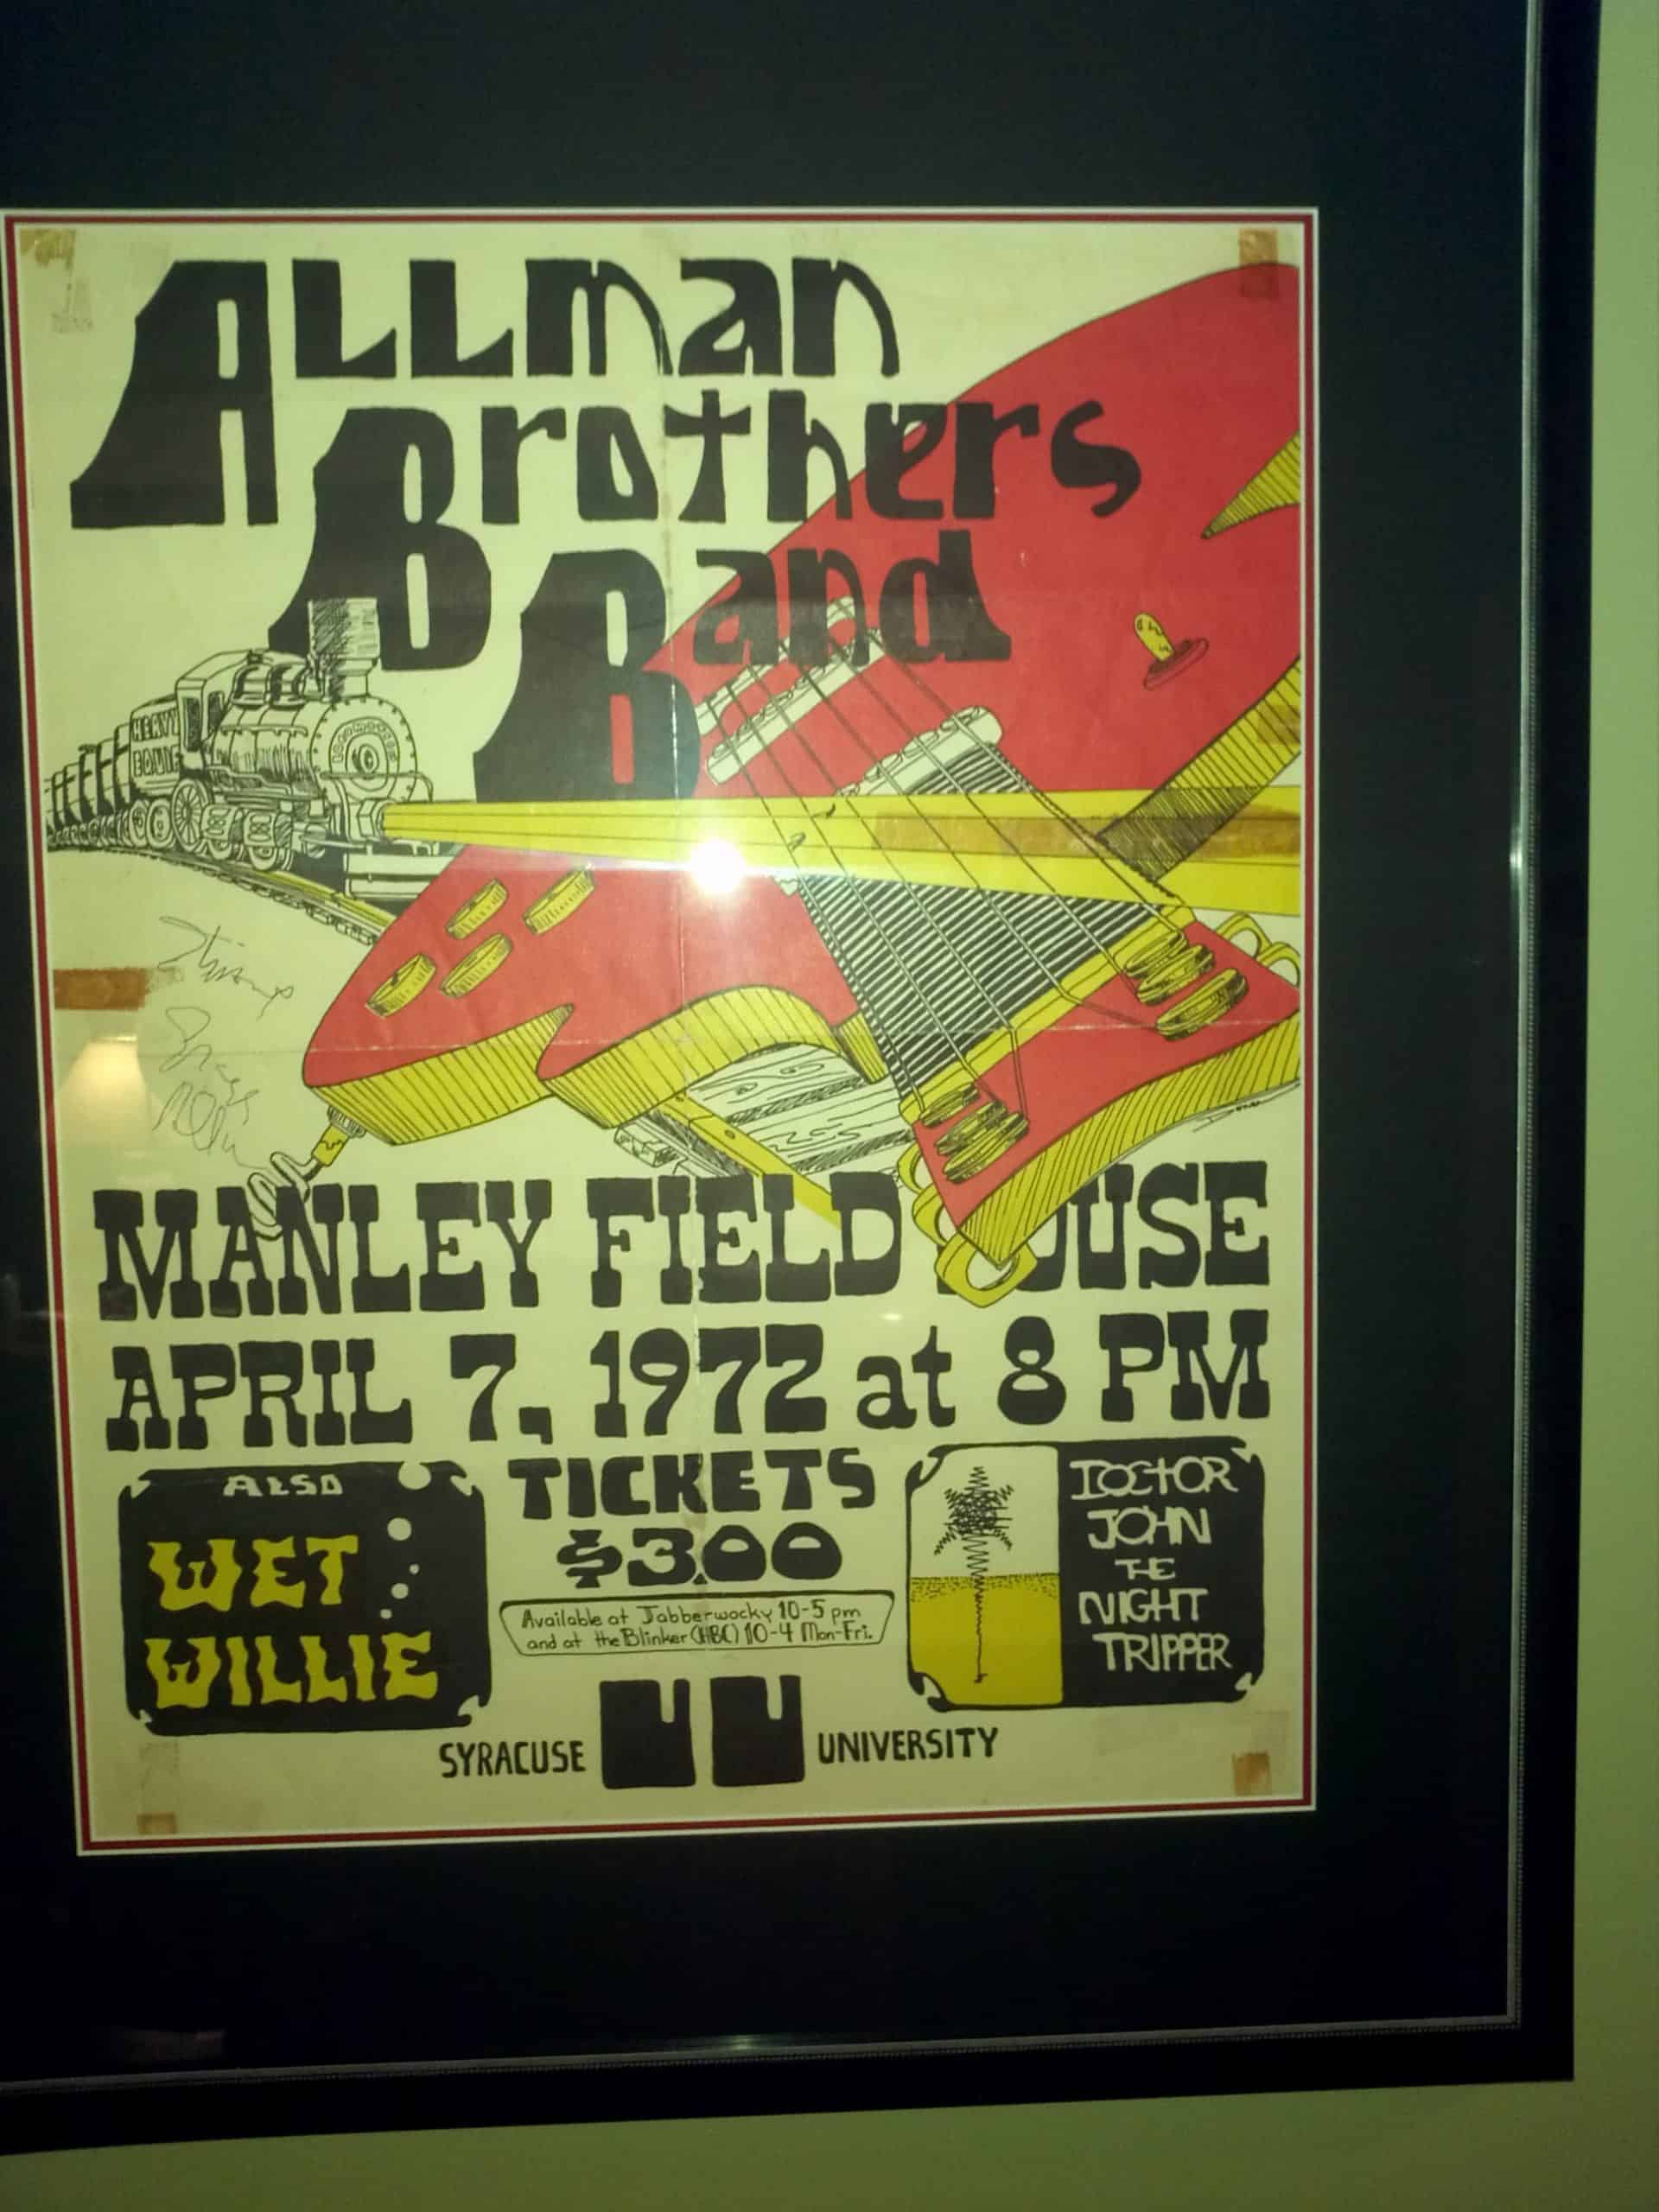 ALLman
Brothers
Band
HEAVY
MANLEY FIELD HOUSE
APRIL 7, 1972 at 8 PM
ALSO
WET
WILLIE
TICKETS
$3.00
Available at Jabberwocky 10-5 pm
and at the Blinker (HBC) 10-4 Mon-Fri.
DOCTOR
JOHN
THE
NIGHT
TRIPPER
SYRACUSE UU UNIVERSITY